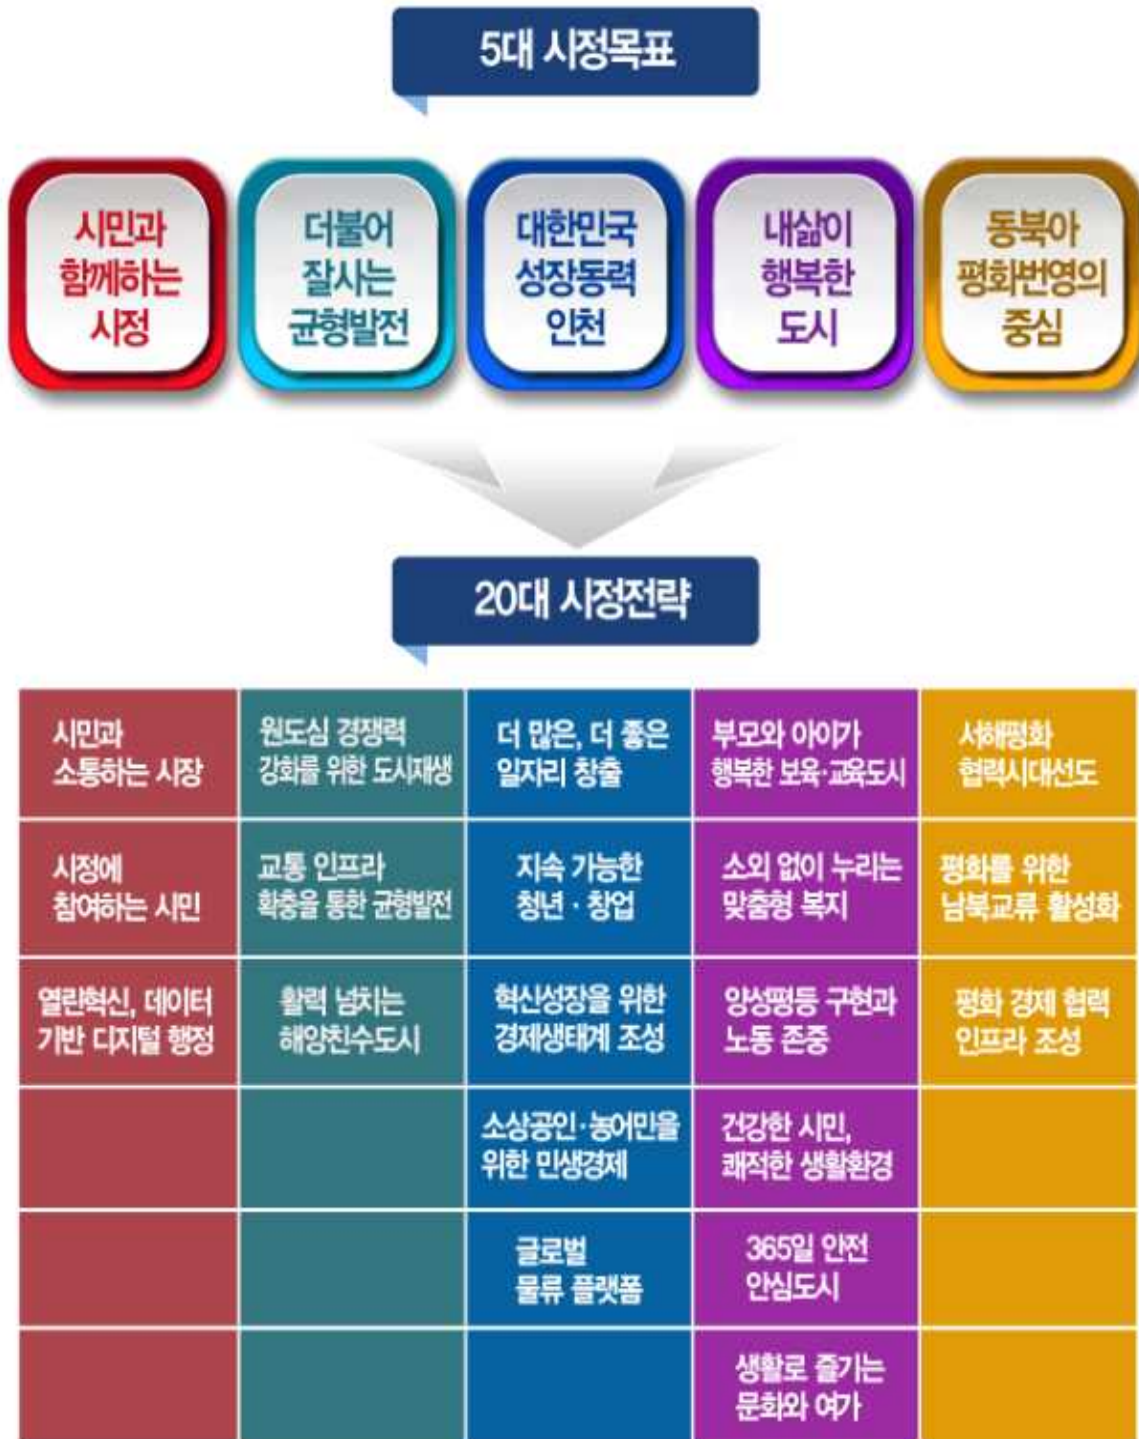 5대 시정목표
시민과
함께하는
시정
더불어
잘사는
균형발전
대한민국
성장동력
인천
내삶이
행복한
도시
동북아
평화번영의
중심
20대 시정전략
시민과
소통하는 시장
원도심 경쟁력
강화를 위한 도시재생
더 많은, 더 좋은
일자리 창출
부모와 아이가
행복한 보육·교육도시
서해평화
협력시대선도
시정에
참여하는 시민
교통 인프라
확충을 통한 균형발전
지속 가능한
청년 · 창업
소외 없이 누리는
맞춤형 복지
평화를 위한
남북교류 활성화
열린혁신, 데이터
기반 디지털 행정
활력 넘치는
해양친수도시
혁신성장을 위한
경제생태계 조성
양성평등 구현과
노동 존중
평화 경제 협력
인프라 조성
소상공인·농어민을
위한 민생경제
건강한 시민,
쾌적한 생활환경
글로벌
물류 플랫폼
365일 안전
안심도시
생활로 즐기는
문화와 여가